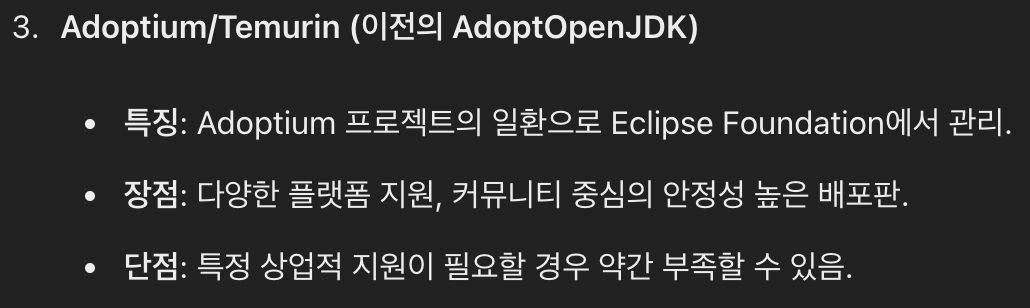 3. Adoptium/Temurin (이전의 AdoptOpenJDK)
• 특징: Adoptium 프로젝트의 일환으로 Eclipse Foundation에서 관리.
• 장점: 다양한 플랫폼 지원, 커뮤니티 중심의 안정성 높은 배포판.
• 단점: 특정 상업적 지원이 필요할 경우 약간 부족할 수 있음.